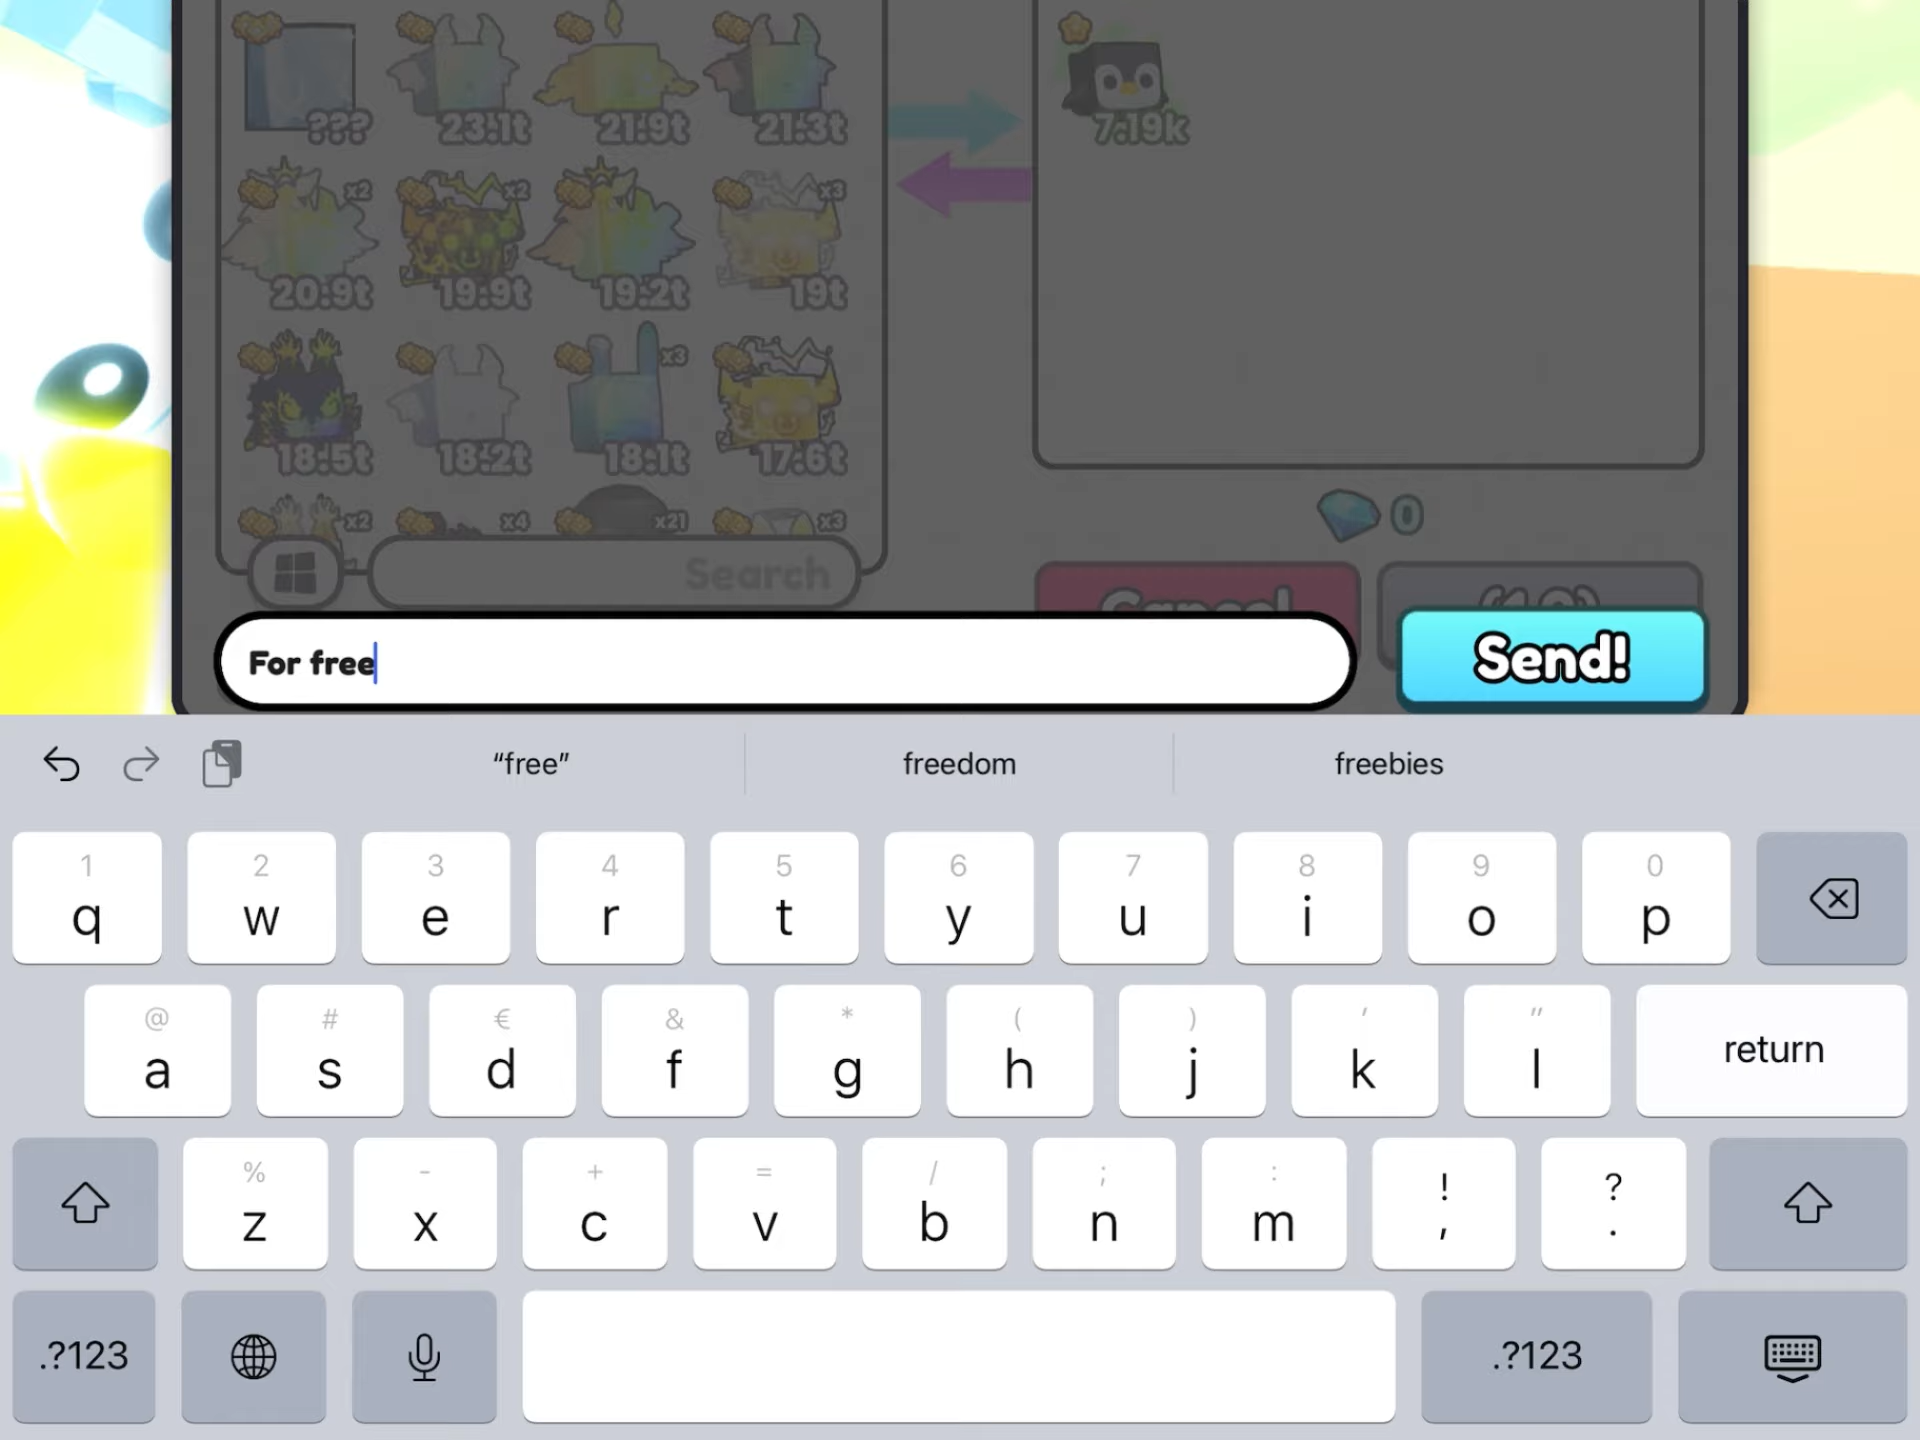 ??? 23.1t 21.9t 21.3t
7.19k
x2 x2 x3
20.9t 19.9t 19.2t 19t
x3
18.5t 18.2t 18.1t 17.6t
x2 x4 x21 x3
0
Search
Cancel
For free
Send!
“free” freedom freebies
1 2 3 4 5 6 7 8 9 0
q w e r t y u i o p
@ # € & * ( ) ' "
a s d f g h j k l return
% - + = / ; : ! ?
z x c v b n m , .
.?123 .?123